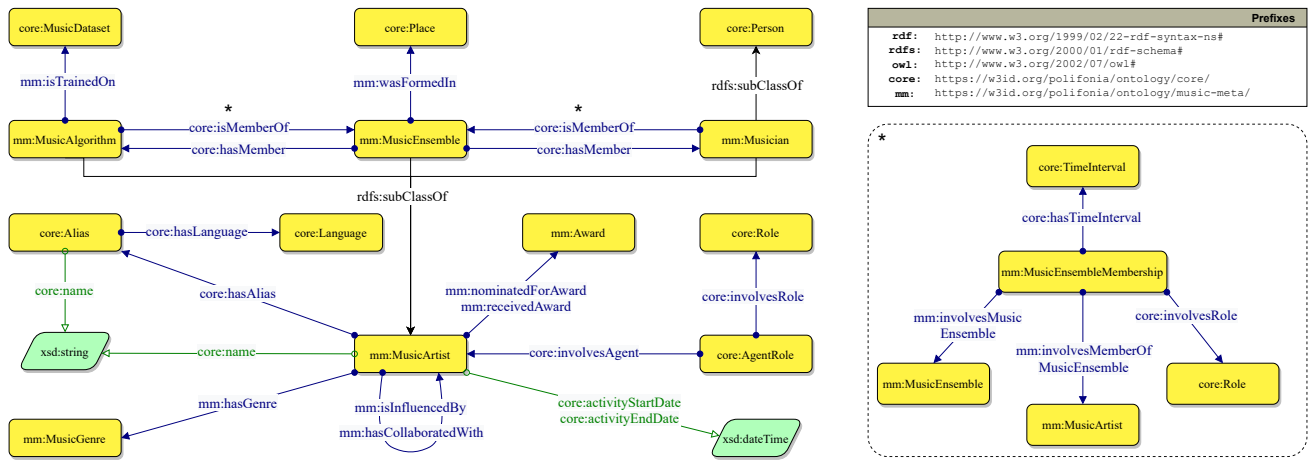 core:MusicDataset
core:Place
core:Person
mm:isTrainedOn
mm:wasFormedIn
rdfs:subClassOf
*
*
core:isMemberOf
core:isMemberOf
mm:MusicAlgorithm
mm:MusicEnsemble
mm:Musician
core:hasMember
core:hasMember
rdfs:subClassOf
core:Alias
core:hasLanguage
core:Language
mm:Award
core:Role
core:name
core:hasAlias
mm:nominatedForAward
mm:receivedAward
core:involvesRole
xsd:string
core:name
mm:MusicArtist
core:involvesAgent
core:AgentRole
mm:hasGenre
mm:isInfluencedBy
mm:hasCollaboratedWith
core:activityStartDate
core:activityEndDate
mm:MusicGenre
xsd:dateTime
Prefixes
rdf: http://www.w3.org/1999/02/22-rdf-syntax-ns#
rdfs: http://www.w3.org/2000/01/rdf-schema#
owl: http://www.w3.org/2002/07/owl#
core: https://w3id.org/polifonia/ontology/core/
mm: https://w3id.org/polifonia/ontology/music-meta/
*
core:TimeInterval
core:hasTimeInterval
mm:MusicEnsembleMembership
mm:involvesMusic
Ensemble
mm:involvesMemberOf
MusicEnsemble
core:involvesRole
mm:MusicEnsemble
core:Role
mm:MusicArtist